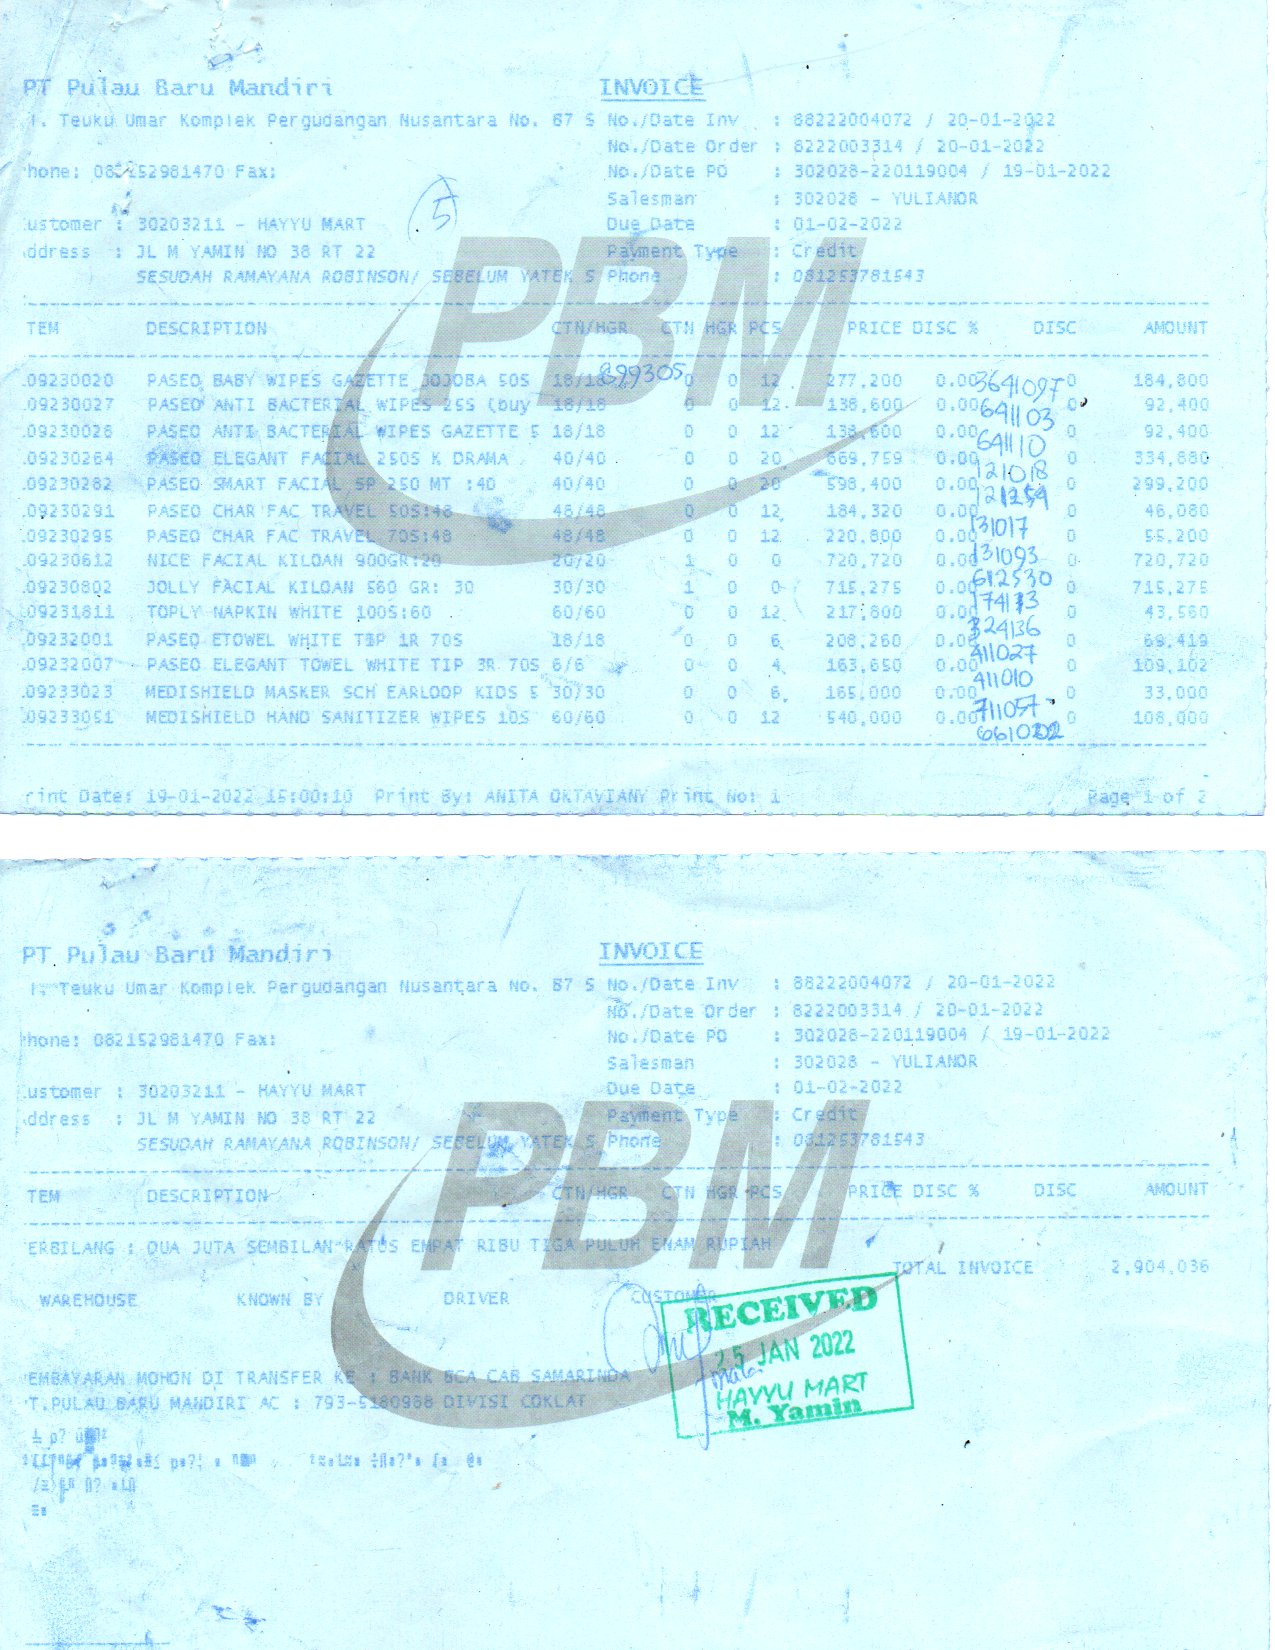 PT Pulau Baru Mandiri INVOICE
l. Teuku Umar Komplek Pergudangan Nusantara No. 67 S No./Date Inv : 88222004072 / 20-01-2022
No./Date Order : 8222003314 / 20-01-2022
hone: 082152981470 Fax: No./Date PO : 302028-220119004 / 19-01-2022
Salesman : 302028 - YULIANOR
5
ustomer : 30203211 - HAYYU MART Due Date : 01-02-2022
ddress : JL M YAMIN NO 38 RT 22 Payment Type : Credit
SESUDAH RAMAYANA ROBINSON/ SEBELUM YATEK S Phone : 081253781543
PBM
TEM DESCRIPTION CTN/HGR CTN HGR PCS PRICE DISC % DISC AMOUNT
.09230020 PASEO BABY WIPES GAZETTE JOJOBA 50S 18/18 0 0 12 277,200 0.00 0 184,800
899305 3641097
.09230027 PASEO ANTI BACTERIAL WIPES 25S (buy 18/18 0 0 12 138,600 0.00 0 92,400
641103
.09230028 PASEO ANTI BACTERIAL WIPES GAZETTE 5 18/18 0 0 12 138,600 0.00 0 92,400
641110
.09230264 PASEO ELEGANT FACIAL 250S K DRAMA 40/40 0 0 20 669,759 0.00 0 334,880
121018
.09230282 PASEO SMART FACIAL SP 250 MT :40 40/40 0 0 20 598,400 0.00 0 299,200
121254
.09230291 PASEO CHAR FAC TRAVEL 50S:48 48/48 0 0 12 184,320 0.00 0 46,080
131017
.09230295 PASEO CHAR FAC TRAVEL 70S:48 48/48 0 0 12 220,800 0.00 0 55,200
131093
.09230612 NICE FACIAL KILOAN 900GR:20 20/20 1 0 0 720,720 0.00 0 720,720
612530
.09230802 JOLLY FACIAL KILOAN 560 GR: 30 30/30 1 0 0 715,275 0.00 0 715,275
.09231811 TOPLY NAPKIN WHITE 100S:60 60/60 0 0 12 217,800 0.00 0 43,560
324136
.09232001 PASEO ETOWEL WHITE TIP 1R 70S 18/18 0 0 6 208,260 0.00 0 69,419
411027
.09232007 PASEO ELEGANT TOWEL WHITE TIP 3R 70S 6/6 0 0 4 163,650 0.00 0 109,102
411010
.09233023 MEDISHIELD MASKER SCH EARLOOP KIDS 5 30/30 0 0 6 165,000 0.00 0 33,000
711057
.09233051 MEDISHIELD HAND SANITIZER WIPES 10S 60/60 0 0 12 540,000 0.00 0 108,000
rint Date: 19-01-2022 15:00:10 Print By: ANITA OKTAVIANY Print No: 1 Page 1 of 2
PT Pulau Baru Mandiri INVOICE
l. Teuku Umar Komplek Pergudangan Nusantara No. 67 S No./Date Inv : 88222004072 / 20-01-2022
No./Date Order : 8222003314 / 20-01-2022
hone: 082152981470 Fax: No./Date PO : 302028-220119004 / 19-01-2022
Salesman : 302028 - YULIANOR
ustomer : 30203211 - HAYYU MART Due Date : 01-02-2022
ddress : JL M YAMIN NO 38 RT 22 Payment Type : Credit
SESUDAH RAMAYANA ROBINSON/ SEBELUM YATEK S Phone : 081253781543
PBM
TEM DESCRIPTION CTN/HGR CTN HGR PCS PRICE DISC % DISC AMOUNT
ERBILANG : DUA JUTA SEMBILAN RATUS EMPAT RIBU TIGA PULUH ENAM RUPIAH
TOTAL INVOICE 2,904,036
WAREHOUSE KNOWN BY DRIVER CUSTOMER
RECEIVED
25 JAN 2022
HAYYU MART
M. Yamin
EMBAYARAN MOHON DI TRANSFER KE : BANK BCA CAB SAMARINDA
T.PULAU BARU MANDIRI AC : 793-5180988 DIVISI COKLAT